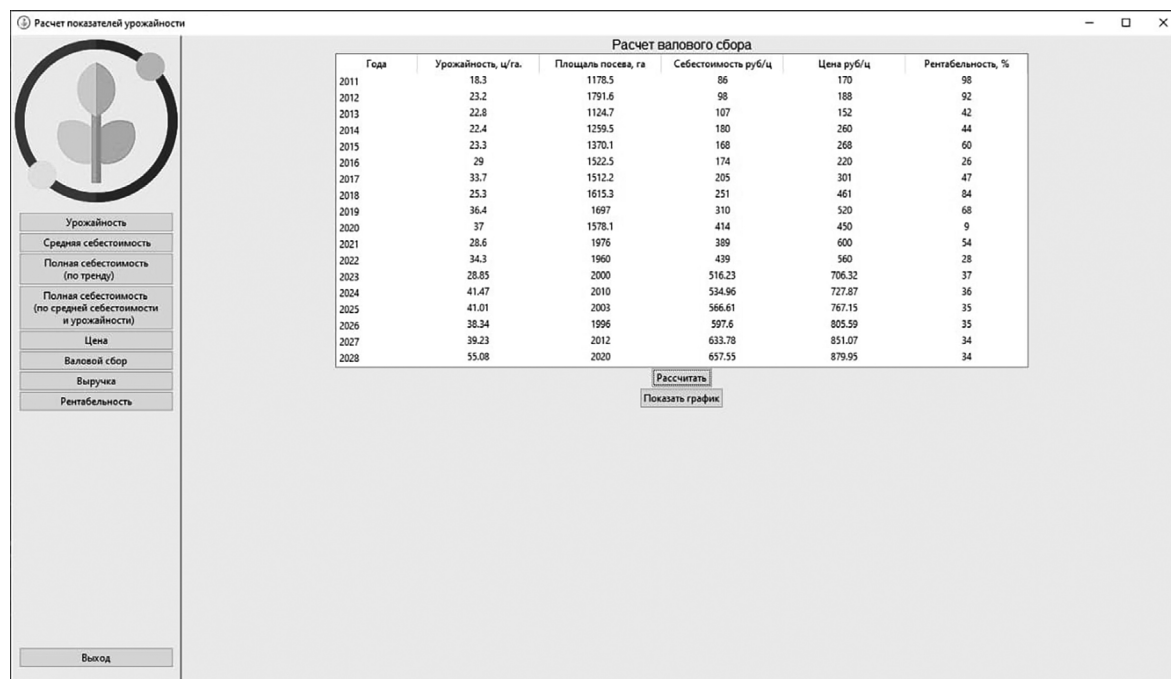 Расчет показателей урожайности
Расчет валового сбора
Года Урожайность, ц/га. Площаль посева, га Себестоимость руб/ц Цена руб/ц Рентабельность, %
2011 18.3 1178.5 86 170 98
2012 23.2 1791.6 98 188 92
2013 22.8 1124.7 107 152 42
2014 22.4 1259.5 180 260 44
2015 23.3 1370.1 168 268 60
2016 29 1522.5 174 220 26
2017 33.7 1512.2 205 301 47
2018 25.3 1615.3 251 461 84
2019 36.4 1697 310 520 68
2020 37 1578.1 414 450 9
2021 28.6 1976 389 600 54
2022 34.3 1960 439 560 28
2023 28.85 2000 516.23 706.32 37
2024 41.47 2010 534.96 727.87 36
2025 41.01 2003 566.61 767.15 35
2026 38.34 1996 597.6 805.59 35
2027 39.23 2012 633.78 851.07 34
2028 55.08 2020 657.55 879.95 34
Рассчитать
Показать график
Урожайность
Средняя себестоимость
Полная себестоимость
(по тренду)
Полная себестоимость
(по средней себестоимости
и урожайности)
Цена
Валовой сбор
Выручка
Рентабельность
Выход